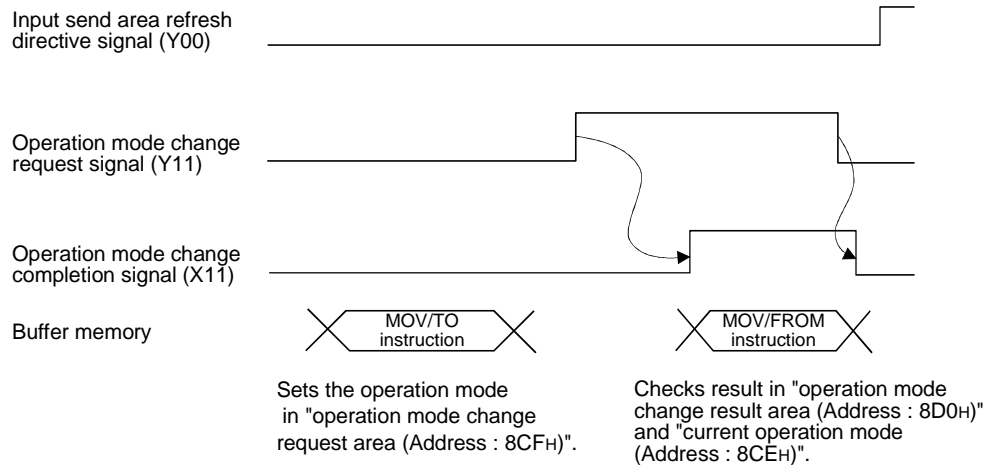 Input send area refresh
directive signal (Y00)
Operation mode change
request signal (Y11)
Operation mode change
completion signal (X11)
Buffer memory
MOV/TO
instruction
MOV/FROM
instruction
Sets the operation mode
in "operation mode change
request area (Address : 8CFH)".
Checks result in "operation mode
change result area (Address : 8D0H)"
and "current operation mode
(Address : 8CEH)".